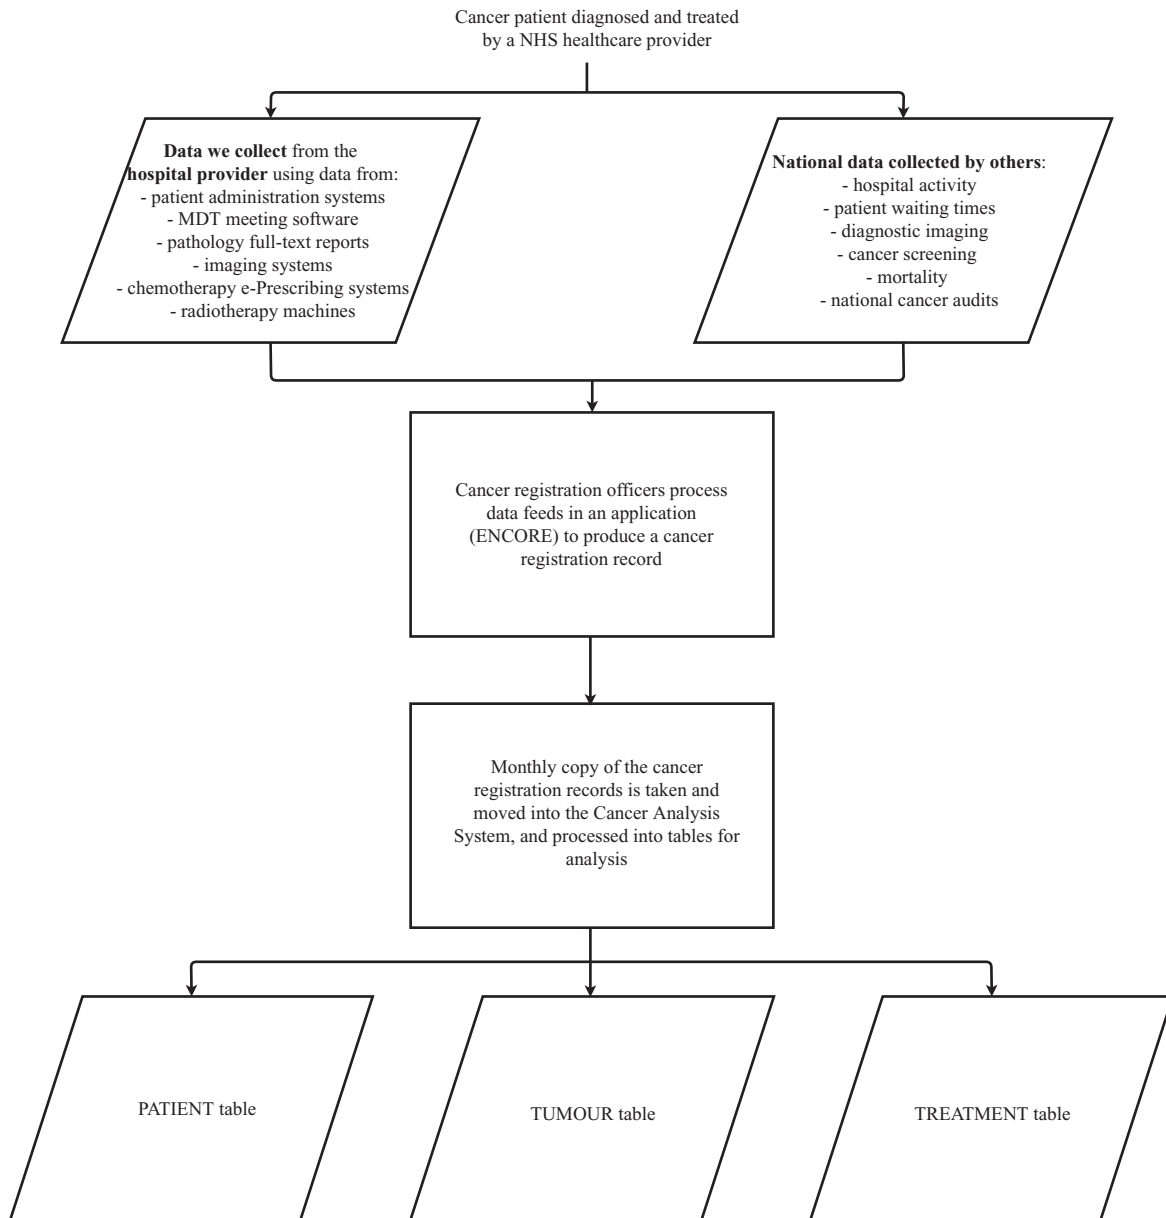 Cancer patient diagnosed and treated
by a NHS healthcare provider
Data we collect from the
hospital provider using data from:
- patient administration systems
- MDT meeting software
- pathology full-text reports
- imaging systems
- chemotherapy e-Prescribing systems
- radiotherapy machines
National data collected by others:
- hospital activity
- patient waiting times
- diagnostic imaging
- cancer screening
- mortality
- national cancer audits
Cancer registration officers process
data feeds in an application
(ENCORE) to produce a cancer
registration record
Monthly copy of the cancer
registration records is taken and
moved into the Cancer Analysis
System, and processed into tables for
analysis
PATIENT table
TUMOUR table
TREATMENT table